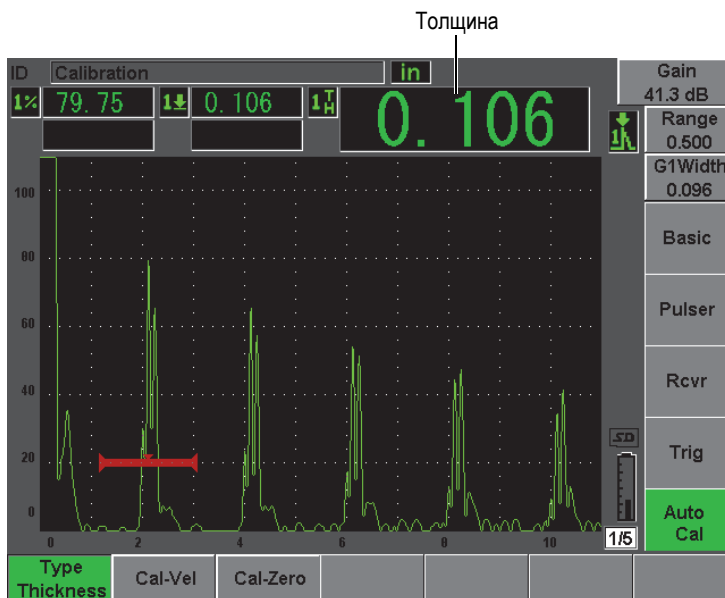 Толщина
ID Calibration in
Gain
41.3 dB
1% 79.75 1 0.106 1TH 0.106
1
Range
0.500
G1Width
0.096
Basic
Pulser
Rcvr
Trig
Auto
Cal
100
80
60
40
20
0
0 2 4 6 8 10
SD
1/5
Type
Thickness
Cal-Vel
Cal-Zero